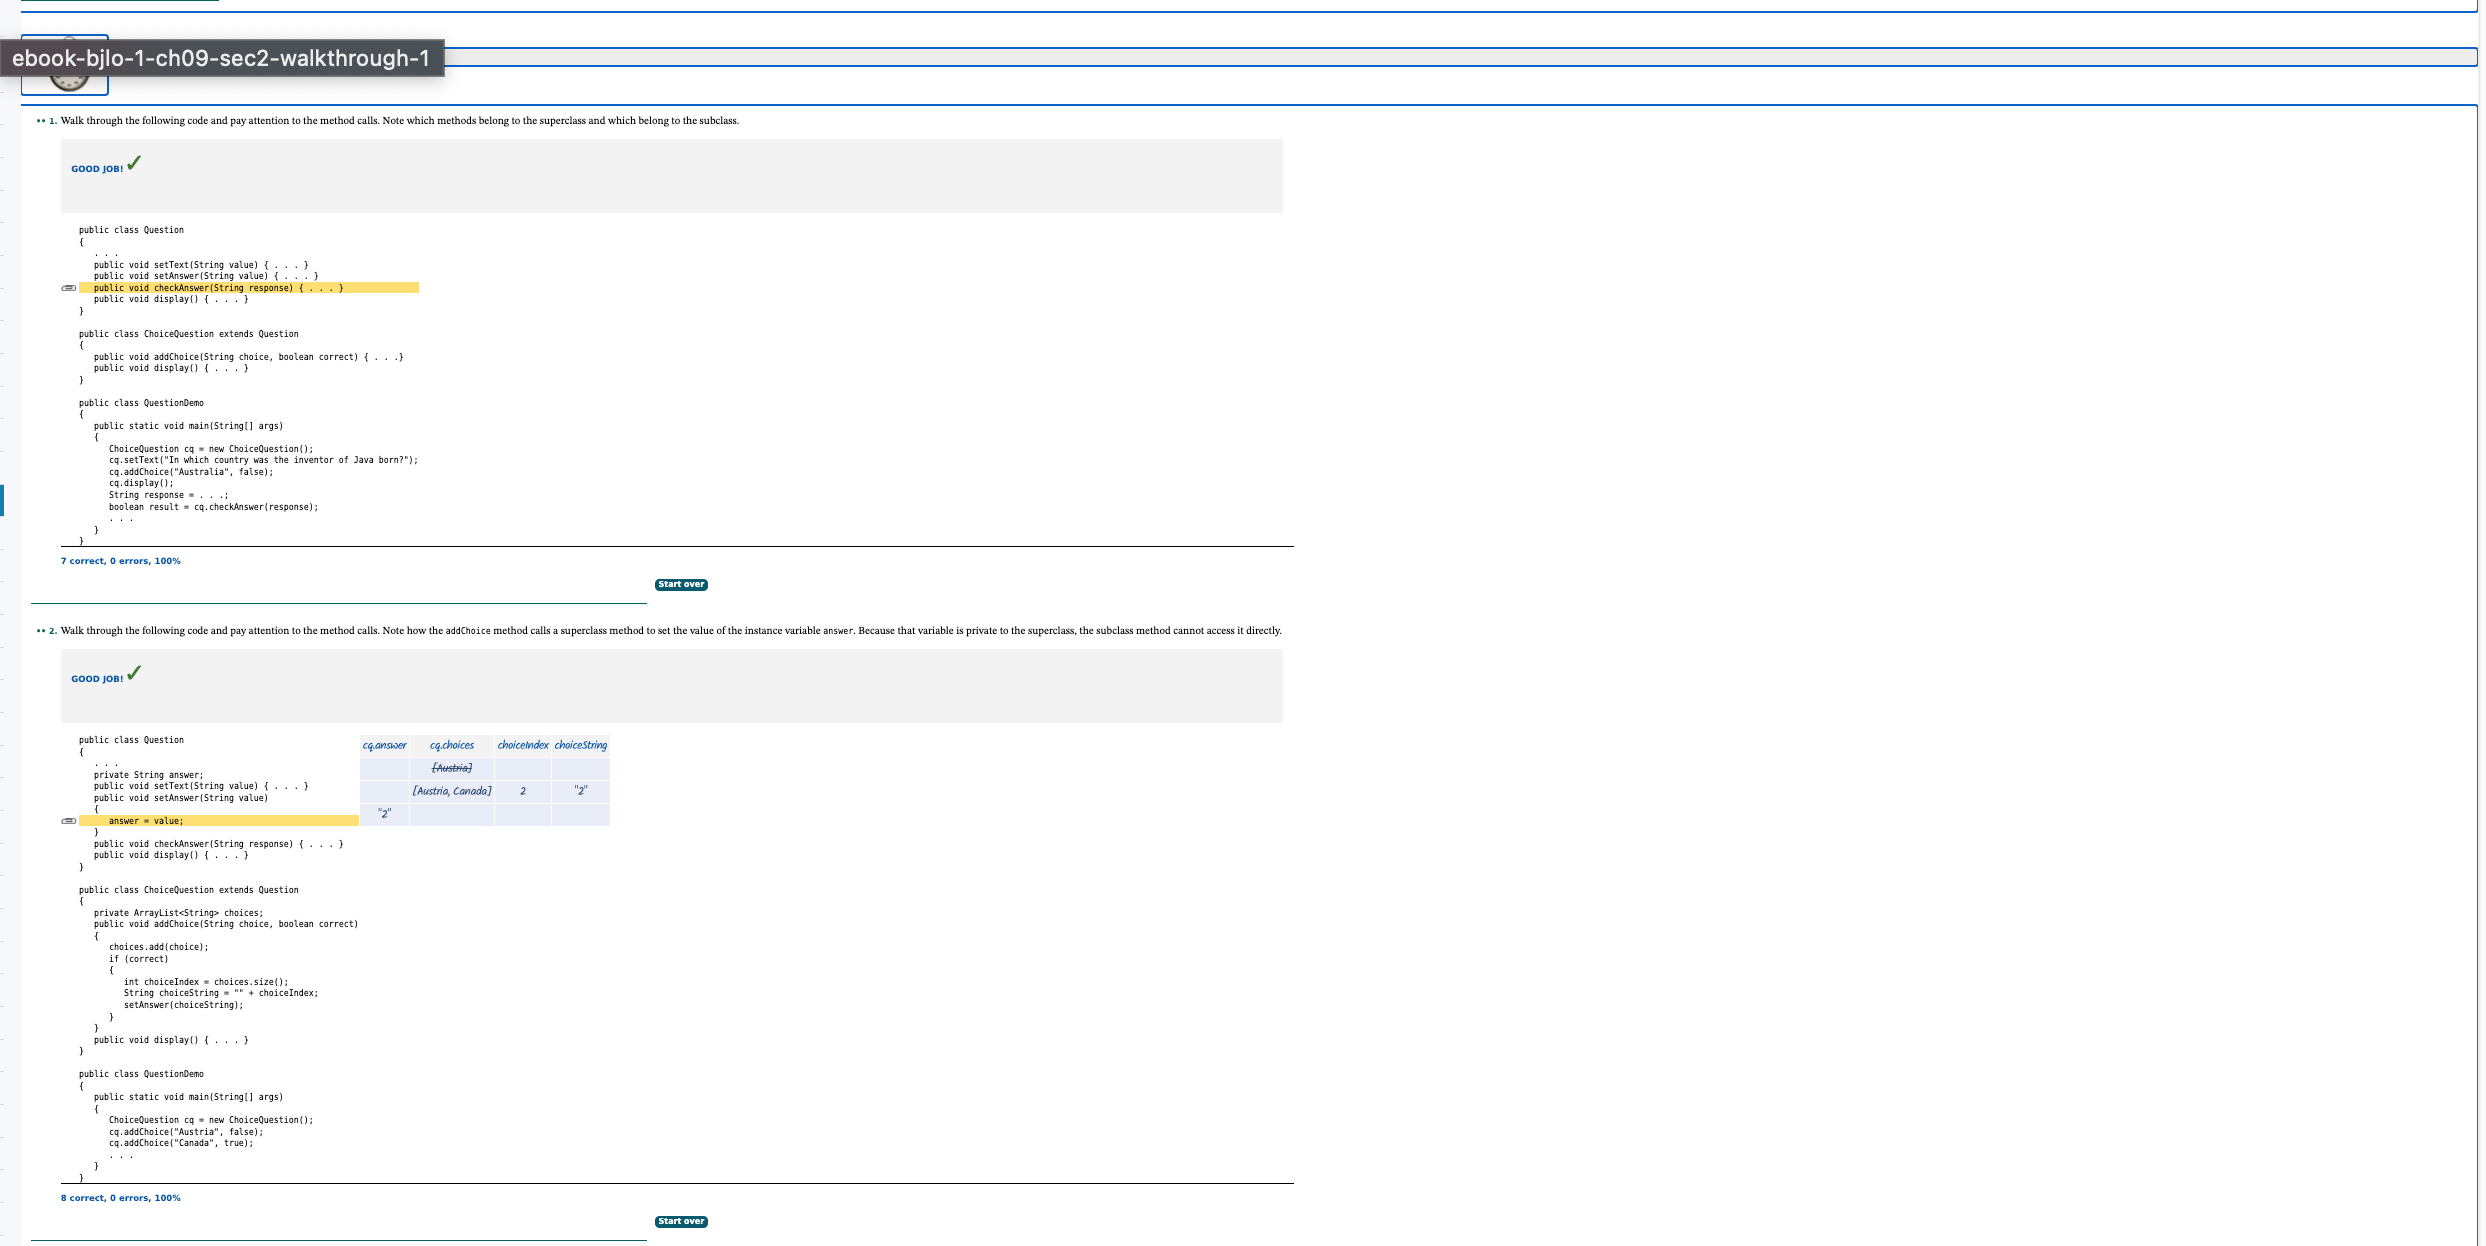 ebook-bjlo-1-ch09-sec2-walkthrough-1
•• 1. Walk through the following code and pay attention to the method calls. Note which methods belong to the superclass and which belong to the subclass.
GOOD JOB! ✓
public class Question
{
. . .
public void setText(String value) { . . . }
public void setAnswer(String value) { . . . }
public void checkAnswer(String response) { . . . }
public void display() { . . . }
}
public class ChoiceQuestion extends Question
{
public void addChoice(String choice, boolean correct) { . . .}
public void display() { . . . }
}
public class QuestionDemo
{
public static void main(String[] args)
{
ChoiceQuestion cq = new ChoiceQuestion();
cq.setText("In which country was the inventor of Java born?");
cq.addChoice("Australia", false);
cq.display();
String response = . . .;
boolean result = cq.checkAnswer(response);
. . .
}
}
7 correct, 0 errors, 100%
Start over
•• 2. Walk through the following code and pay attention to the method calls. Note how the addChoice method calls a superclass method to set the value of the instance variable answer. Because that variable is private to the superclass, the subclass method cannot access it directly.
GOOD JOB! ✓
public class Question
{
. . .
private String answer;
public void setText(String value) { . . . }
public void setAnswer(String value)
{
answer = value;
}
public void checkAnswer(String response) { . . . }
public void display() { . . . }
}
cq.answer cq.choices choiceIndex choiceString
[Austria]
[Austria, Canada] 2 "2"
"2"
public class ChoiceQuestion extends Question
{
private ArrayList<String> choices;
public void addChoice(String choice, boolean correct)
{
choices.add(choice);
if (correct)
{
int choiceIndex = choices.size();
String choiceString = "" + choiceIndex;
setAnswer(choiceString);
}
}
public void display() { . . . }
}
public class QuestionDemo
{
public static void main(String[] args)
{
ChoiceQuestion cq = new ChoiceQuestion();
cq.addChoice("Austria", false);
cq.addChoice("Canada", true);
. . .
}
}
8 correct, 0 errors, 100%
Start over